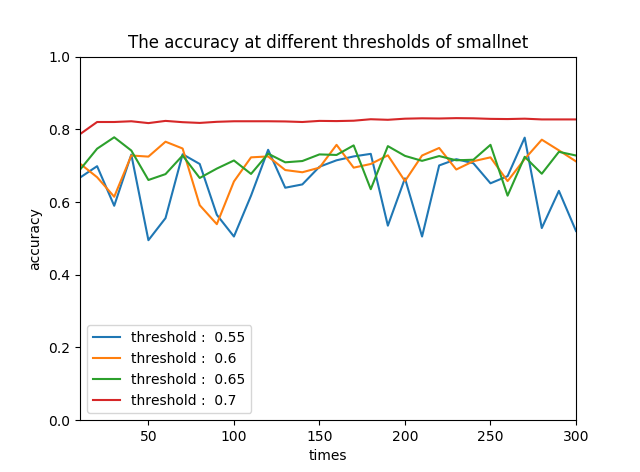 The accuracy at different thresholds of smallnet
1.0
0.8
0.6
0.4
0.2
0.0
accuracy
threshold :  0.55
threshold :  0.6
threshold :  0.65
threshold :  0.7
50
100
150
200
250
300
times